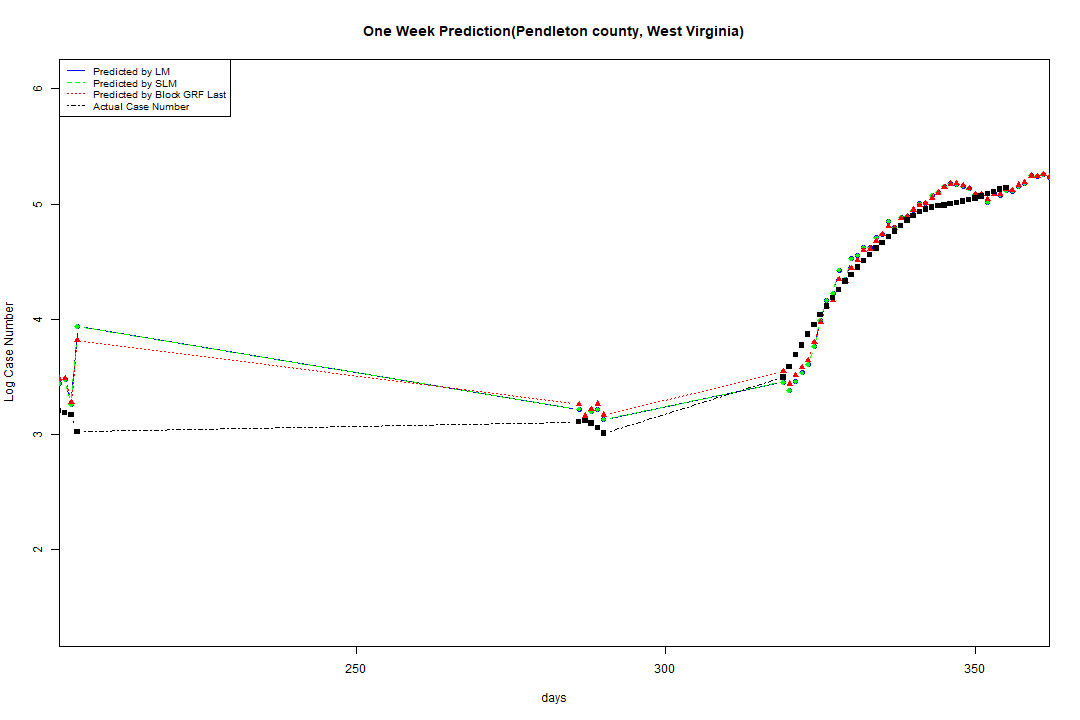 One Week Prediction(Pendleton county, West Virginia)
Predicted by LM
Predicted by SLM
Predicted by Block GRF Last
Actual Case Number
6
5
4
3
2
Log Case Number
250
300
350
days